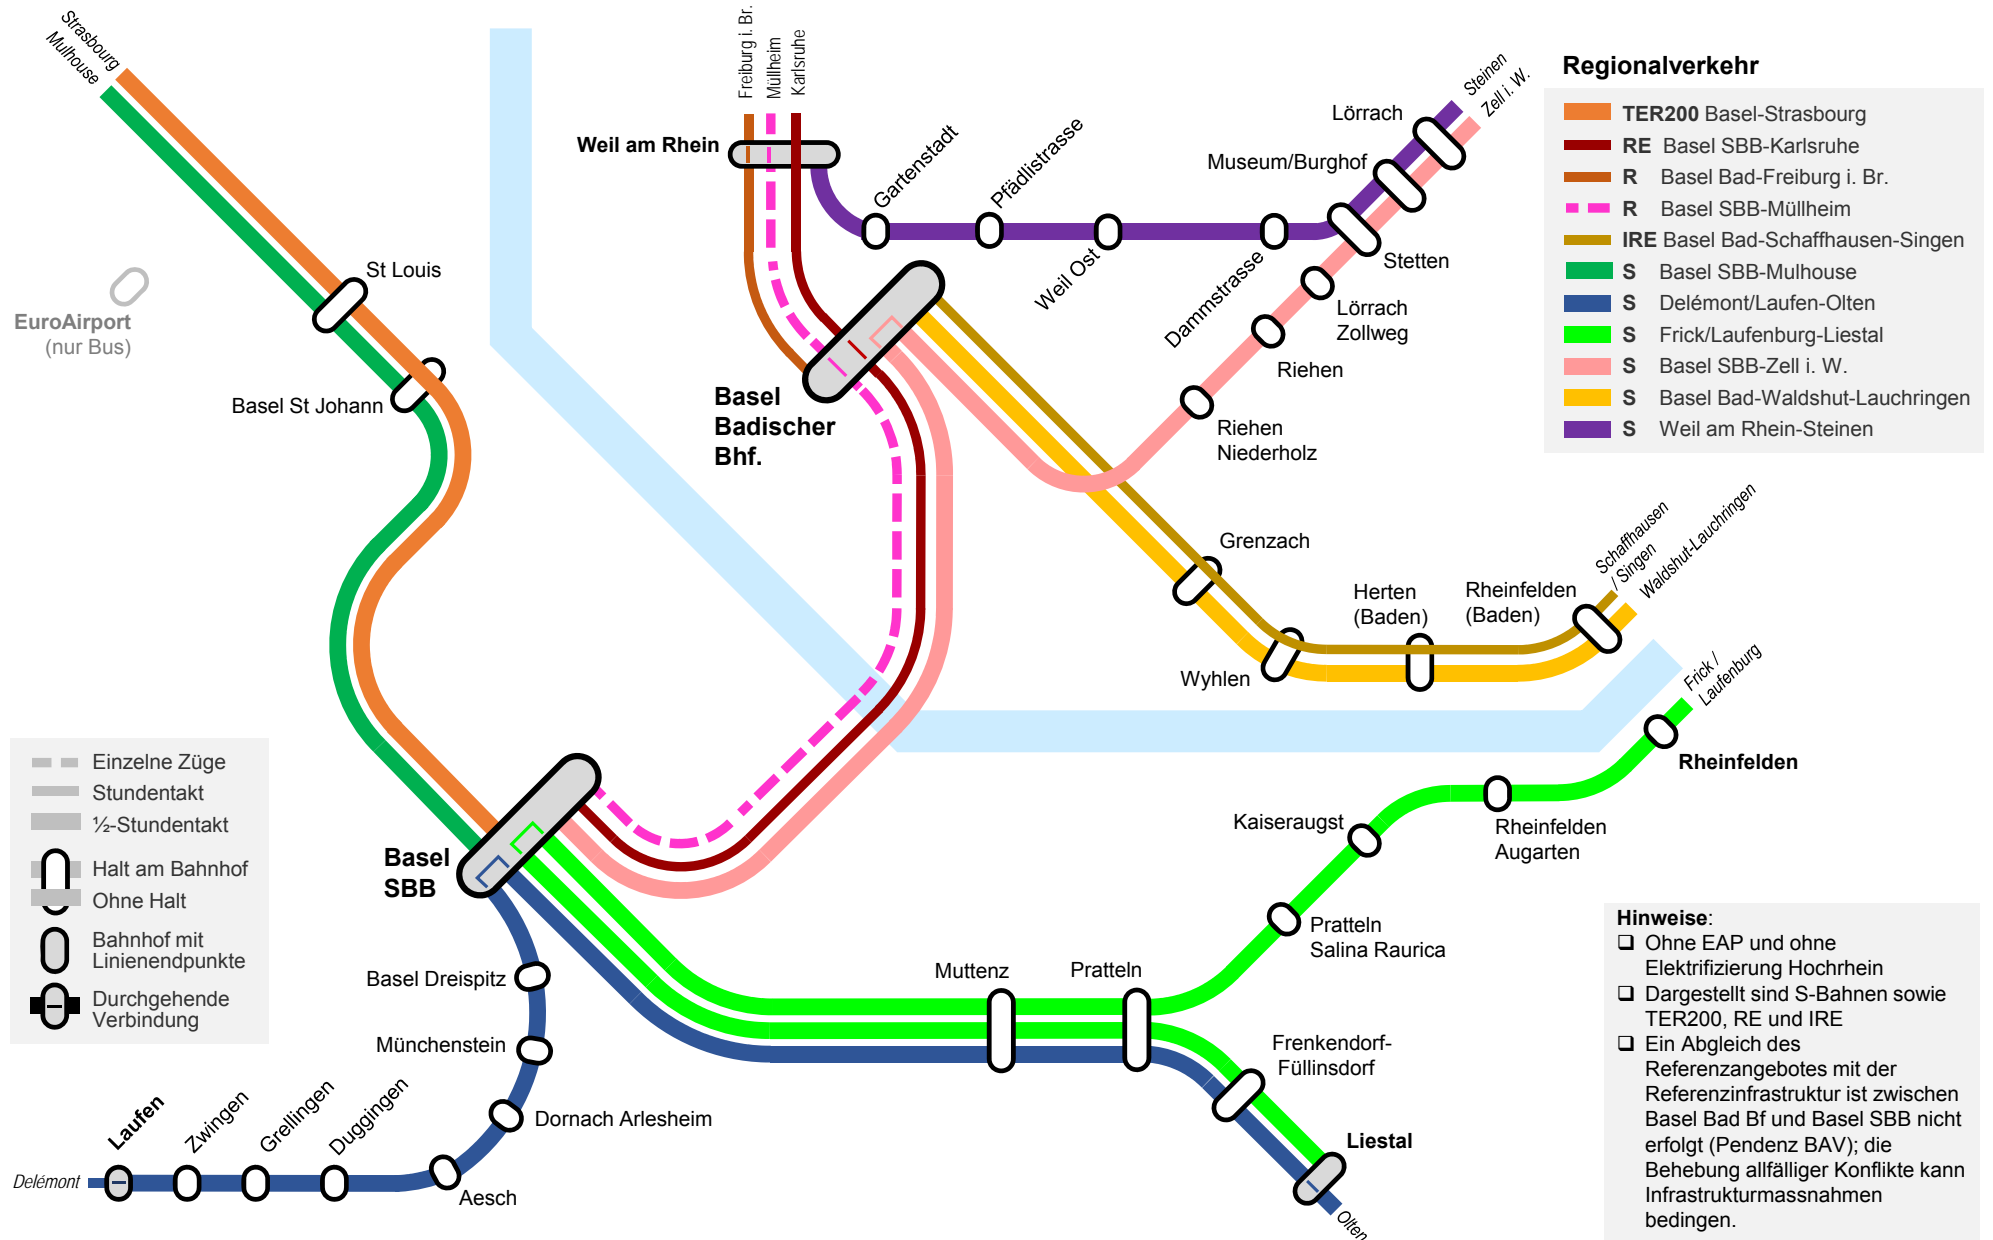 Strasbourg
Mulhouse
Freiburg i. Br.
Müllheim
Karlsruhe
Weil am Rhein
Gartenstadt
Pfädlistrasse
Weil Ost
Dammstrasse
Lörrach
Museum/Burghof
Stetten
Steinen
Zell i. W.
Lörrach
Zollweg
Riehen
Riehen
Niederholz
St Louis
EuroAirport
(nur Bus)
Basel St Johann
Basel
Badischer
Bhf.
Grenzach
Wyhlen
Herten
(Baden)
Rheinfelden
(Baden)
Schaffhausen
/ Singen
Waldshut-Lauchringen
Frick /
Laufenburg
Rheinfelden
Rheinfelden
Augarten
Kaiseraugst
Pratteln
Salina Raurica
Basel
SBB
Muttenz
Pratteln
Frenkendorf-
Füllinsdorf
Liestal
Olten
Basel Dreispitz
Münchenstein
Dornach Arlesheim
Aesch
Duggingen
Grellingen
Zwingen
Laufen
Delémont
Regionalverkehr
TER200 Basel-Strasbourg
RE Basel SBB-Karlsruhe
R Basel Bad-Freiburg i. Br.
R Basel SBB-Müllheim
IRE Basel Bad-Schaffhausen-Singen
S Basel SBB-Mulhouse
S Delémont/Laufen-Olten
S Frick/Laufenburg-Liestal
S Basel SBB-Zell i. W.
S Basel Bad-Waldshut-Lauchringen
S Weil am Rhein-Steinen
Einzelne Züge
Stundentakt
½-Stundentakt
Halt am Bahnhof
Ohne Halt
Bahnhof mit
Linienendpunkte
Durchgehende
Verbindung
Hinweise:
❑ Ohne EAP und ohne
Elektrifizierung Hochrhein
❑ Dargestellt sind S-Bahnen sowie
TER200, RE und IRE
❑ Ein Abgleich des
Referenzangebotes mit der
Referenzinfrastruktur ist zwischen
Basel Bad Bf und Basel SBB nicht
erfolgt (Pendenz BAV); die
Behebung allfälliger Konflikte kann
Infrastrukturmassnahmen
bedingen.